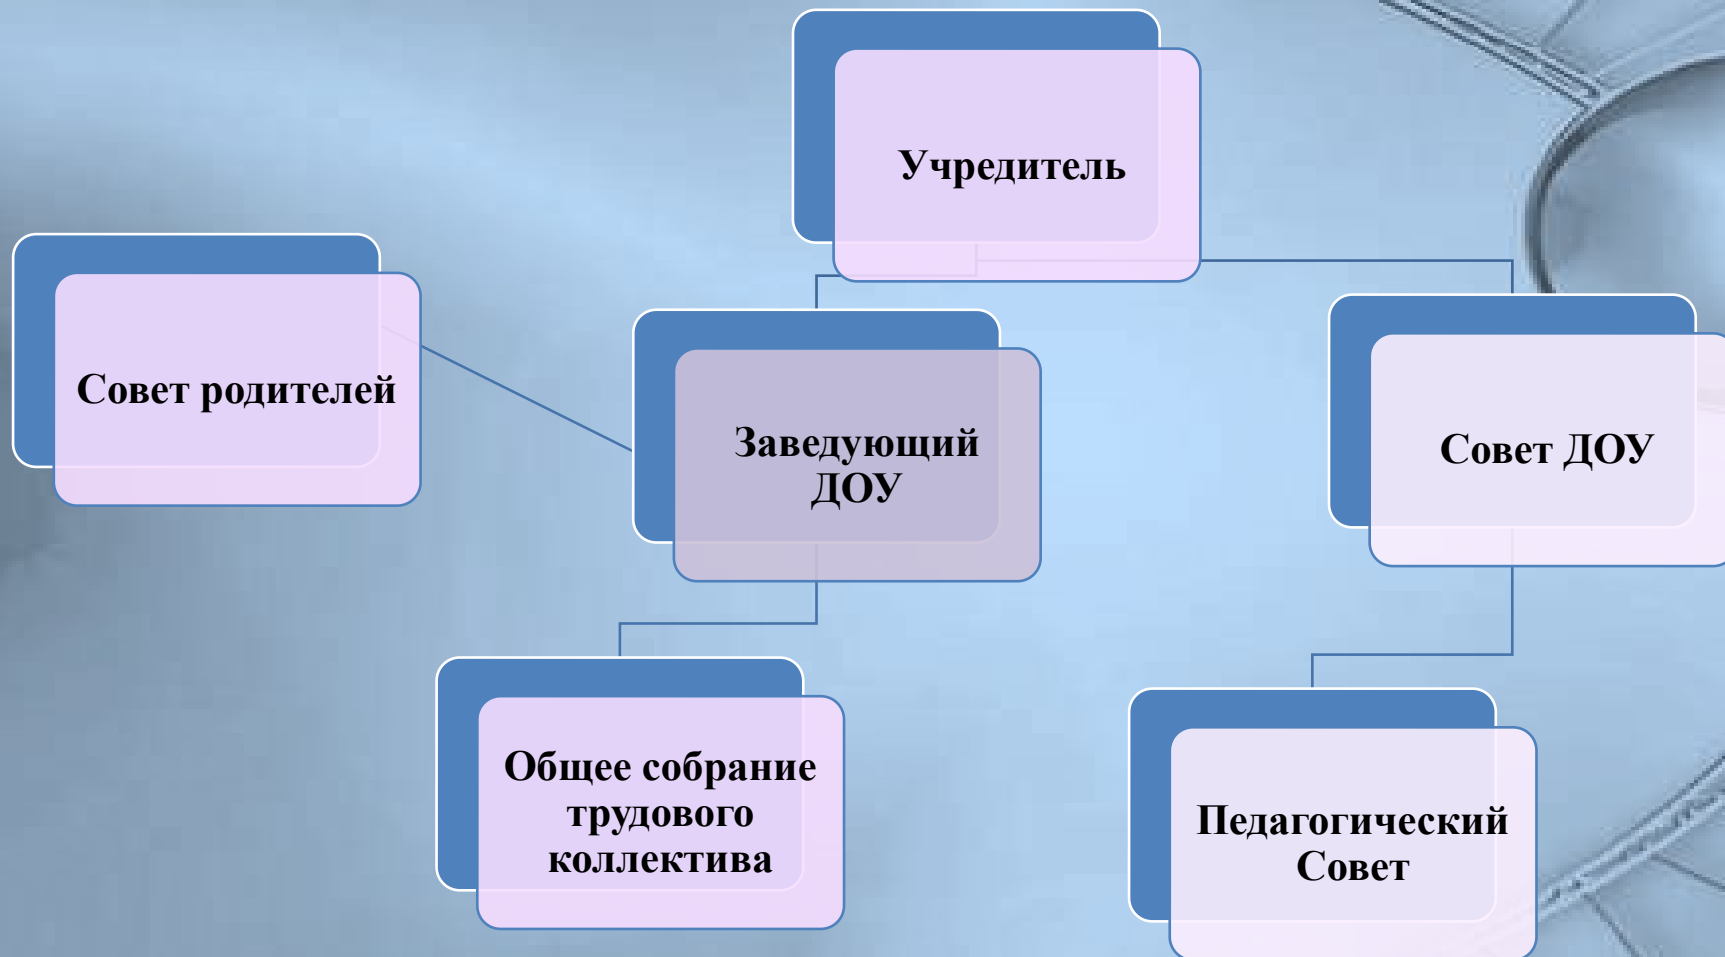 Учредитель
Совет родителей
Заведующий
ДОУ
Совет ДОУ
Общее собрание
трудового
коллектива
Педагогический
Совет